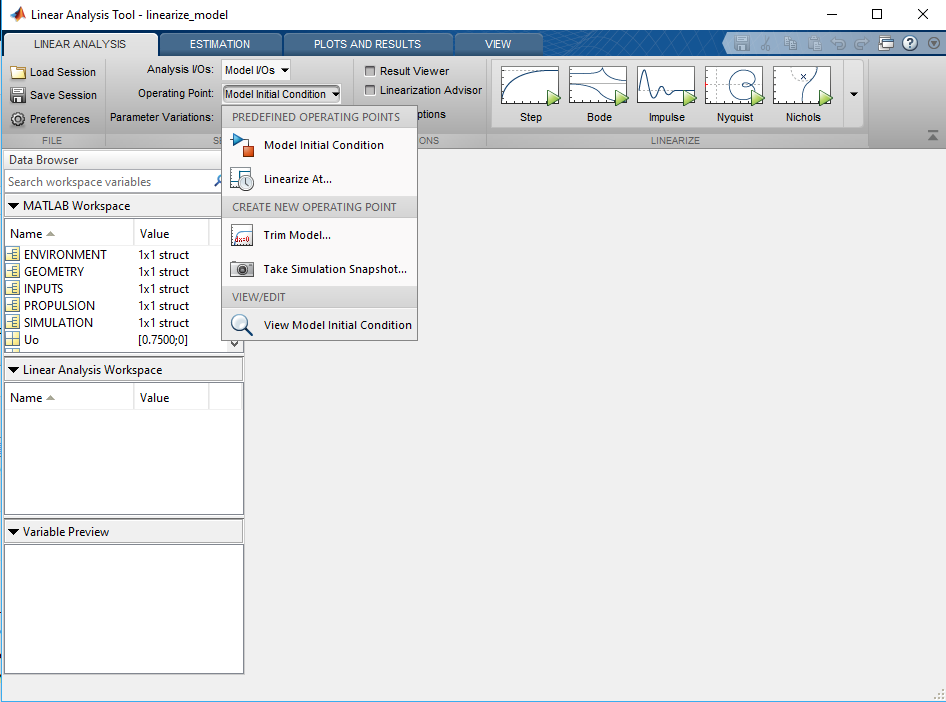 Linear Analysis Tool - linearize_model
LINEAR ANALYSIS
ESTIMATION
PLOTS AND RESULTS
VIEW
Load Session
Save Session
Preferences
FILE
Analysis I/Os: Model I/Os
Operating Point: Model Initial Condition
Parameter Variations:
Result Viewer
Linearization Advisor
Step
Bode
Impulse
Nyquist
Nichols
LINEARIZE
PREDEFINED OPERATING POINTS
Model Initial Condition
Linearize At...
CREATE NEW OPERATING POINT
Trim Model...
dx=0
Take Simulation Snapshot...
VIEW/EDIT
View Model Initial Condition
Data Browser
Search workspace variables
MATLAB Workspace
Name Value
ENVIRONMENT 1x1 struct
GEOMETRY 1x1 struct
INPUTS 1x1 struct
PROPULSION 1x1 struct
SIMULATION 1x1 struct
Uo [0.7500;0]
Linear Analysis Workspace
Name Value
Variable Preview